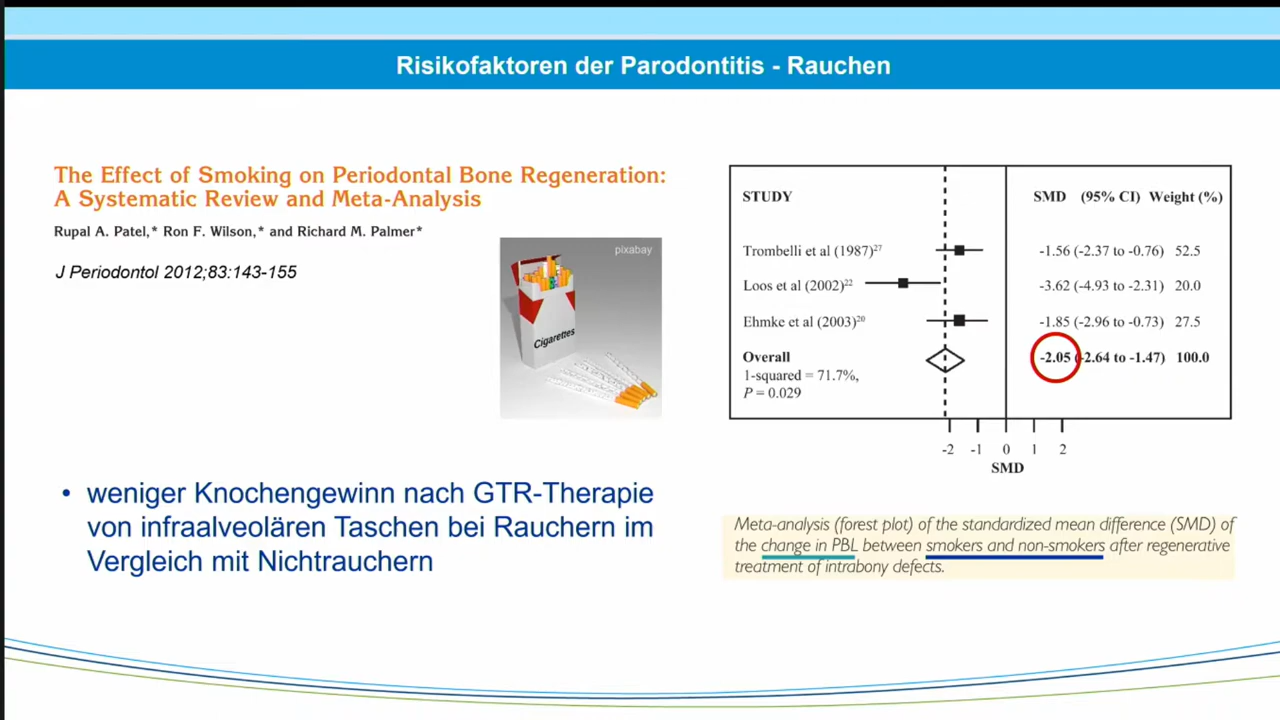 Risikofaktoren der Parodontitis - Rauchen
The Effect of Smoking on Periodontal Bone Regeneration:
A Systematic Review and Meta-Analysis
Rupal A. Patel,* Ron F. Wilson,* and Richard M. Palmer*
J Periodontol 2012;83:143-155
pixabay
Cigarettes
weniger Knochengewinn nach GTR-Therapie
von infraalveolären Taschen bei Rauchern im
Vergleich mit Nichtrauchern
STUDY SMD (95% CI) Weight (%)
Trombelli et al (1987)27 -1.56 (-2.37 to -0.76) 52.5
Loos et al (2002)22 -3.62 (-4.93 to -2.31) 20.0
Ehmke et al (2003)20 -1.85 (-2.96 to -0.73) 27.5
Overall -2.05 (-2.64 to -1.47) 100.0
1-squared = 71.7%,
P = 0.029
-2 -1 0 1 2
SMD
Meta-analysis (forest plot) of the standardized mean difference (SMD) of
the change in PBL between smokers and non-smokers after regenerative
treatment of intrabony defects.